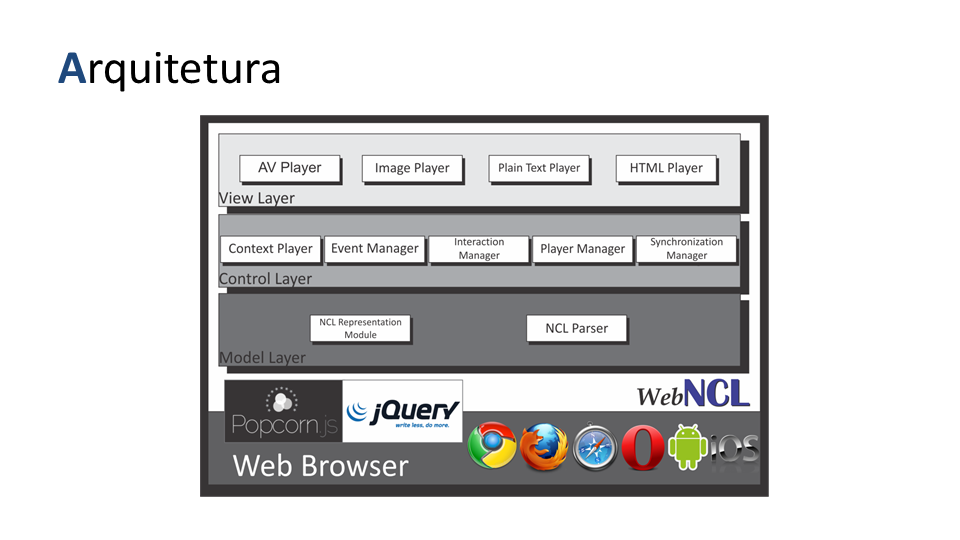 Arquitetura
AV Player
Image Player
Plain Text Player
HTML Player
View Layer
Context Player
Event Manager
Interaction
Manager
Player Manager
Synchronization
Manager
Control Layer
NCL Representation
Module
NCL Parser
Model Layer
Popcorn.js
jQuery
write less, do more.
WebNCL
Web Browser
iOS